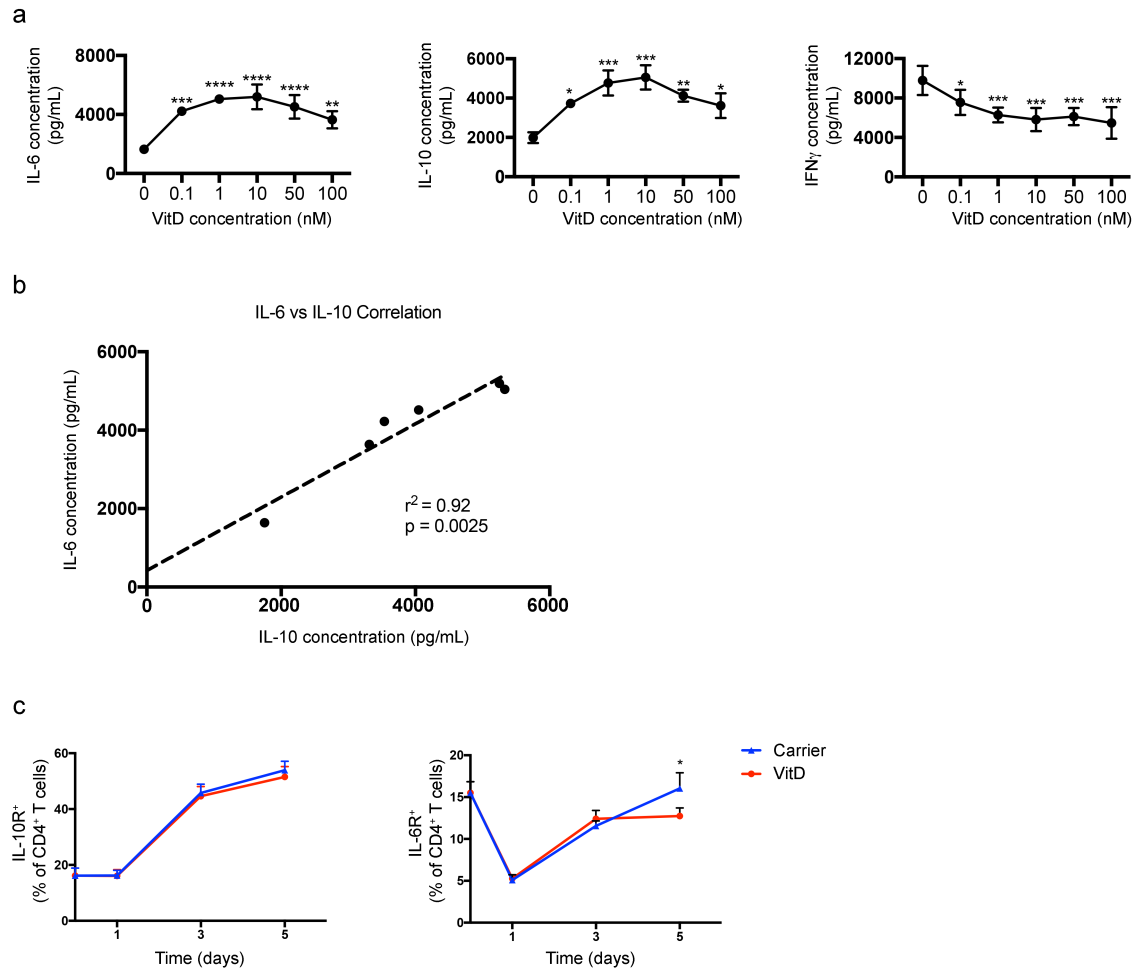 a
IL-6 concentration
(pg/mL)
8000
4000
0
***
****
****
****
**
0 0.1 1 10 50 100
VitD concentration (nM)
IL-10 concentration
(pg/mL)
6000
4000
2000
0
*
***
***
**
*
0 0.1 1 10 50 100
VitD concentration (nM)
IFNγ concentration
(pg/mL)
12000
8000
4000
0
*
***
***
***
***
0 0.1 1 10 50 100
VitD concentration (nM)
b
IL-6 vs IL-10 Correlation
IL-6 concentration (pg/mL)
6000
4000
2000
0
r² = 0.92
p = 0.0025
0 2000 4000 6000
IL-10 concentration (pg/mL)
c
IL-10R⁺
(% of CD4⁺ T cells)
60
40
20
0
1 3 5
Time (days)
IL-6R⁺
(% of CD4⁺ T cells)
20
15
10
5
0
*
1 3 5
Time (days)
Carrier
VitD